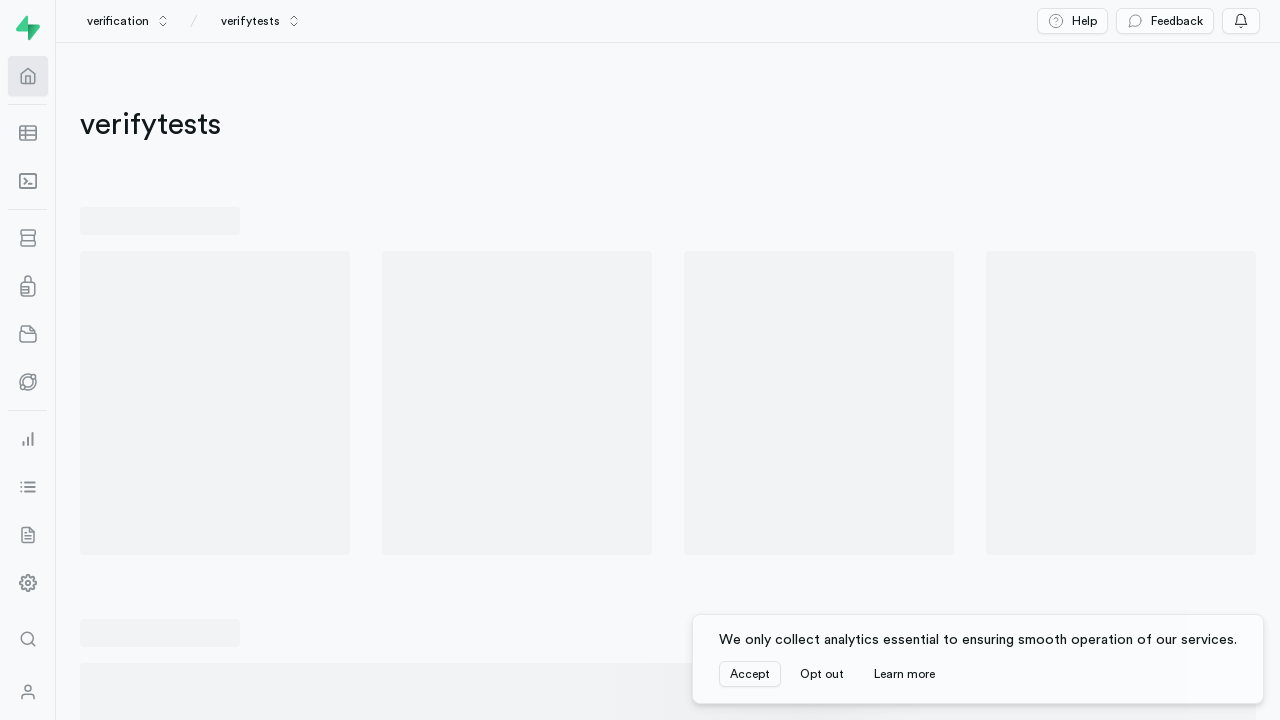 verification / verifytests Help Feedback
verifytests
We only collect analytics essential to ensuring smooth operation of our services.
Accept Opt out Learn more